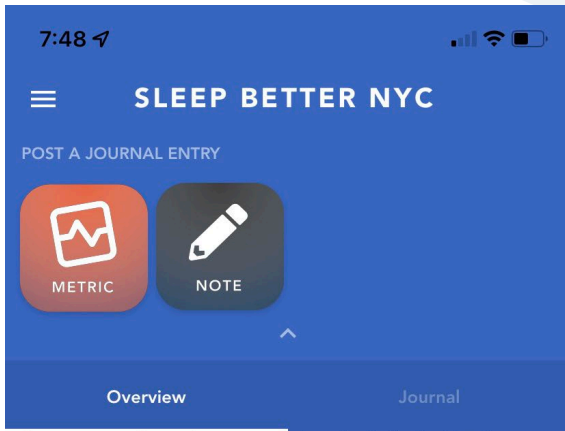 7:48
SLEEP BETTER NYC
POST A JOURNAL ENTRY
METRIC NOTE
Overview Journal